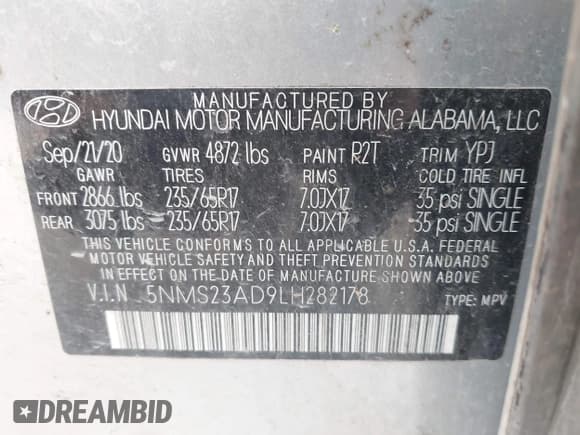 MANUFACTURED BY
HYUNDAI MOTOR MANUFACTURING ALABAMA, LLC
Sep/21/20 GVWR 4872 lbs PAINT R2T TRIM YPJ
GAWR TIRES RIMS COLD TIRE INFL
FRONT 2866 lbs 235/65R17 7.0JX17 35 psi SINGLE
REAR 3075 lbs 235/65R17 7.0JX17 35 psi SINGLE
THIS VEHICLE CONFORMS TO ALL APPLICABLE U.S.A. FEDERAL
MOTOR VEHICLE SAFETY, BUMPER, AND THEFT PREVENTION STANDARDS
IN EFFECT ON THE DATE OF MANUFACTURE SHOWN ABOVE.
V.I.N 5NMS23AD9LH282178 TYPE: MPV
DREAMBID